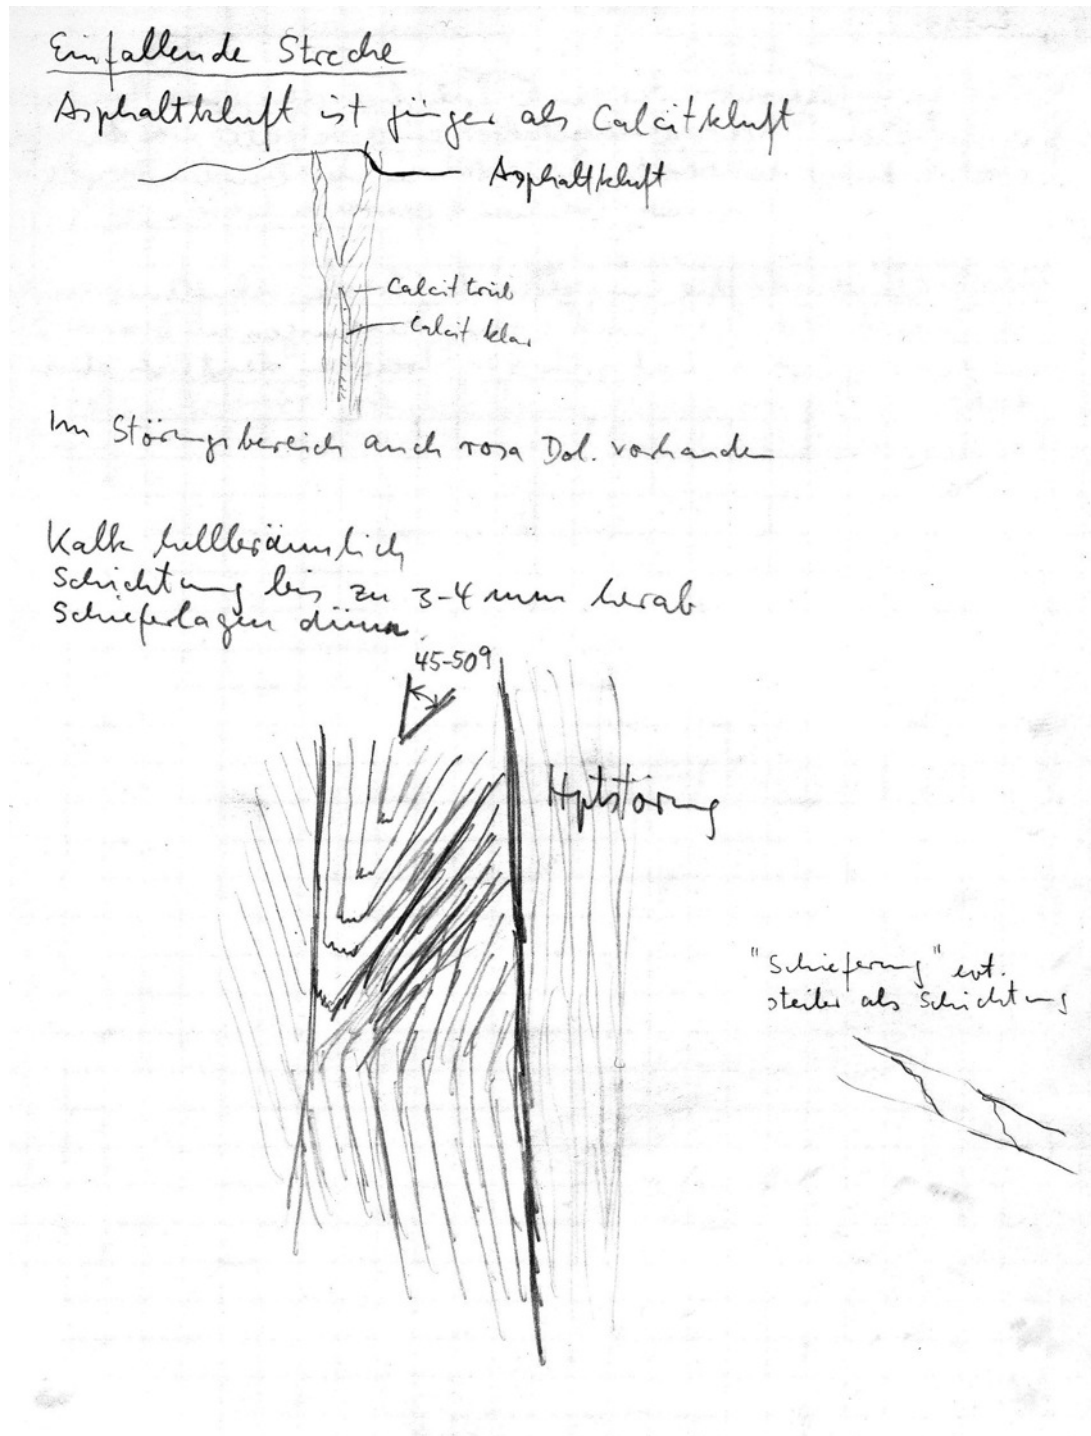 Einfallende Strecke
Asphaltkluft ist jünger als Calcitkluft
Asphaltkluft
Calcit trüb
Calcit klar
Im Störungsbereich auch rosa Dol. vorhanden
Kalk hellbräunlich
Schichtung bis zu 3-4 mm herab
Schieferlagen dünn.
45-50g
Hptstörung
"Schieferung" evt.
steiler als Schichtung